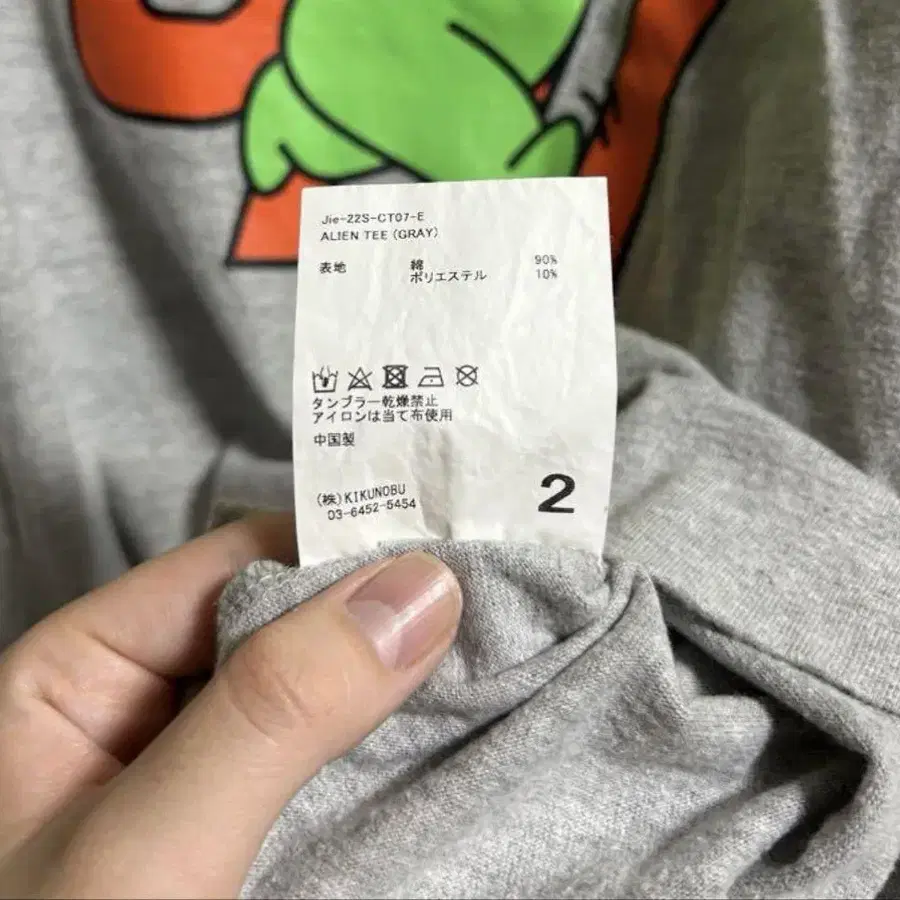 Jie-22S-CT07-E
ALIEN TEE (GRAY)
表地 綿 90%
ポリエステル 10%
タンブラー乾燥禁止
アイロンは当て布使用
中国製
(株)KIKUNOBU
03-6452-5454
2